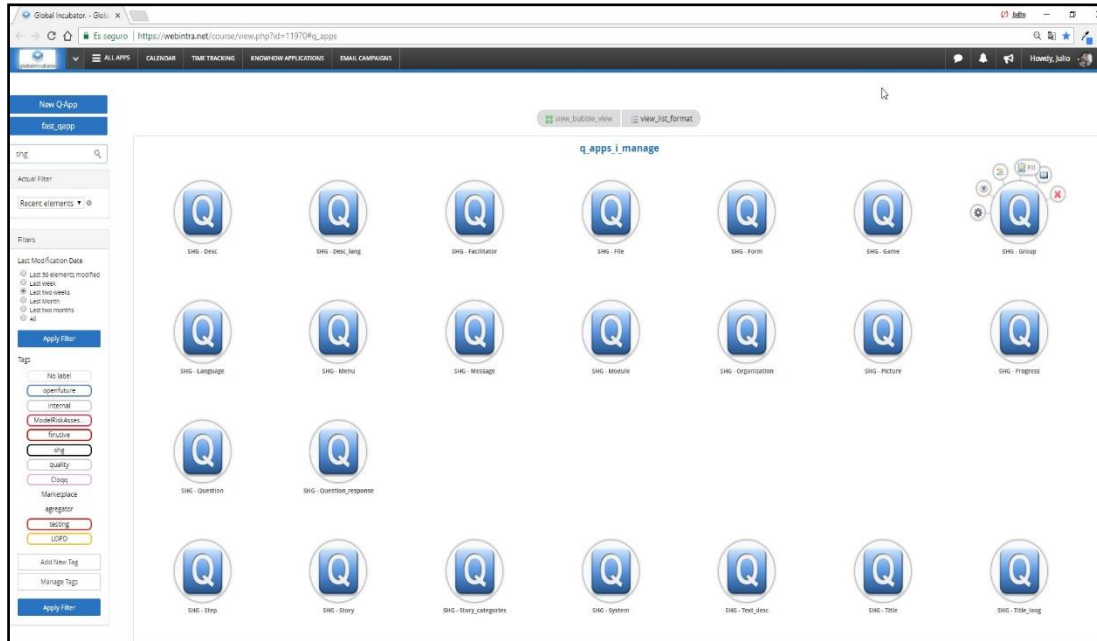 Global Incubator. - Glob
Julio
Es seguro https://webintra.net/course/view.php?id=11970#q_apps
globalincubator
ALL APPS CALENDAR TIME TRACKING KNOWHOW APPLICATIONS EMAIL CAMPAIGNS Howdy, Julio
New Q-App
fast_qapp
shg
Actual Filter
Recent elements
Filters
Last Modification Date
Last 50 elements modified
Last week
Last two weeks
Last Month
Last two months
All
Apply Filter
Tags
No label
openfuture
internal
ModelRiskAsses...
finutive
shg
quality
Cloqq
Marketplace
agregator
testing
LOPD
Add New Tag
Manage Tags
Apply Filter
view_bubble_view view_list_format
q_apps_i_manage
Fil
Q Q Q Q Q Q Q
SHG - Desc SHG - Desc_lang SHG - Facilitator SHG - File SHG - Form SHG - Game SHG - Group
Q Q Q Q Q Q Q
SHG - Language SHG - Menu SHG - Message SHG - Module SHG - Organization SHG - Picture SHG - Progress
Q Q
SHG - Question SHG - Question_response
Q Q Q Q Q Q Q
SHG - Step SHG - Story SHG - Story_categories SHG - System SHG - Text_desc SHG - Title SHG - Title_lang